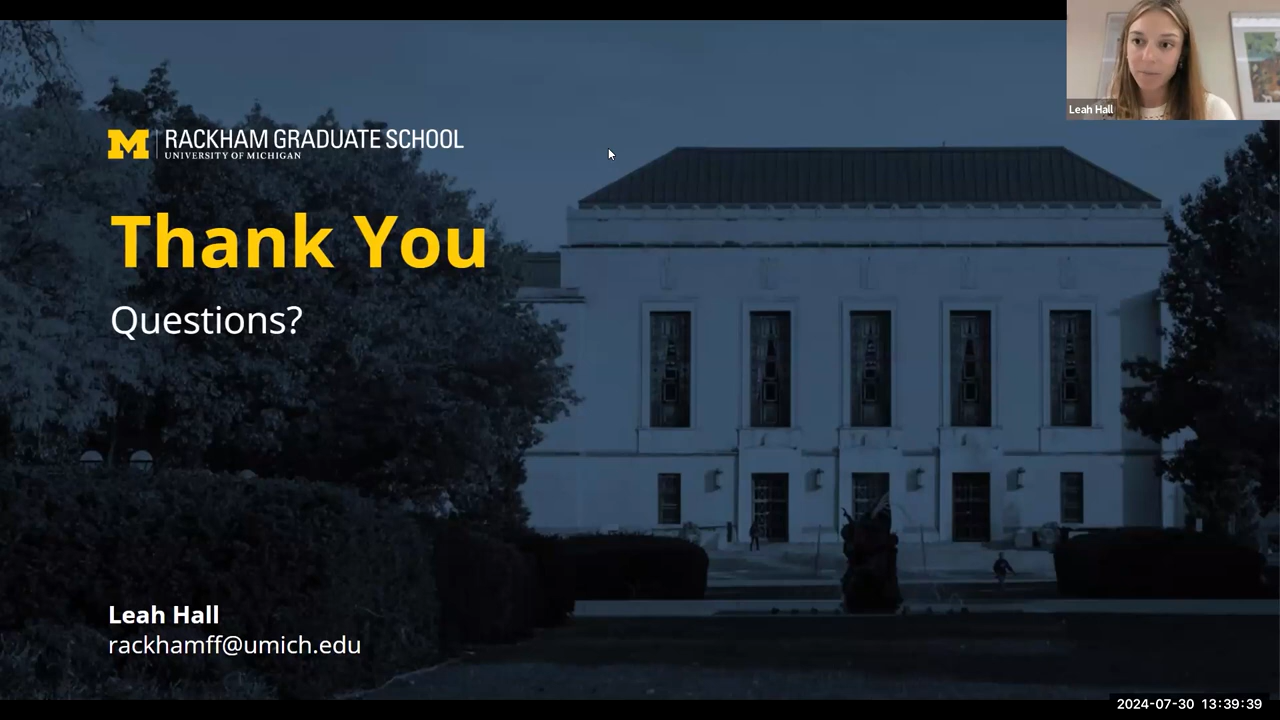 Leah Hall
M RACKHAM GRADUATE SCHOOL
UNIVERSITY OF MICHIGAN
Thank You
Questions?
Leah Hall
rackhamff@umich.edu
2024-07-30 13:39:39